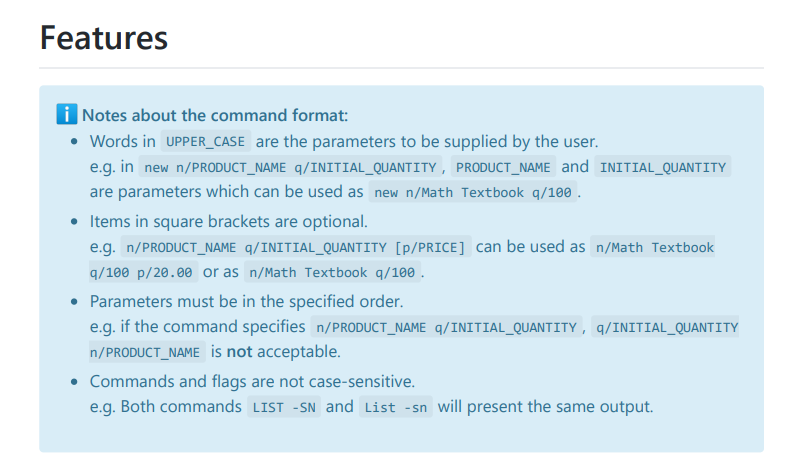 Features
Notes about the command format:
• Words in UPPER_CASE are the parameters to be supplied by the user.
e.g. in new n/PRODUCT_NAME q/INITIAL_QUANTITY, PRODUCT_NAME and INITIAL_QUANTITY
are parameters which can be used as new n/Math Textbook q/100.
• Items in square brackets are optional.
e.g. n/PRODUCT_NAME q/INITIAL_QUANTITY [p/PRICE] can be used as n/Math Textbook
q/100 p/20.00 or as n/Math Textbook q/100.
• Parameters must be in the specified order.
e.g. if the command specifies n/PRODUCT_NAME q/INITIAL_QUANTITY, q/INITIAL_QUANTITY
n/PRODUCT_NAME is not acceptable.
• Commands and flags are not case-sensitive.
e.g. Both commands LIST -SN and List -sn will present the same output.